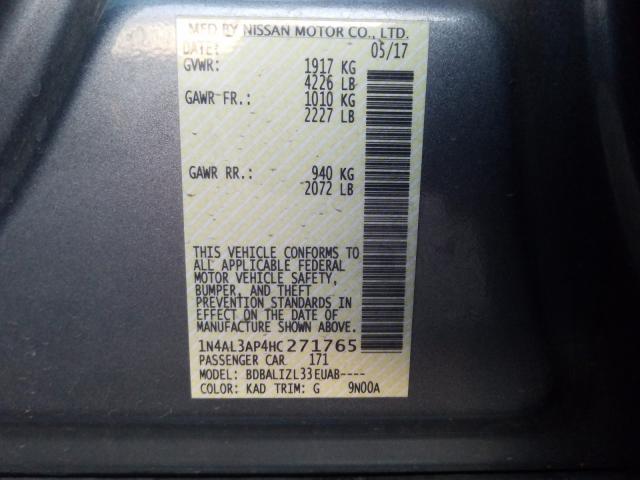 MFD BY NISSAN MOTOR CO., LTD.
DATE: 05/17
GVWR: 1917 KG
4226 LB
GAWR FR.: 1010 KG
2227 LB
GAWR RR.: 940 KG
2072 LB
THIS VEHICLE CONFORMS TO
ALL APPLICABLE FEDERAL
MOTOR VEHICLE SAFETY,
BUMPER, AND THEFT
PREVENTION STANDARDS IN
EFFECT ON THE DATE OF
MANUFACTURE SHOWN ABOVE.
1N4AL3AP4HC271765
PASSENGER CAR 171
MODEL: BDBALIZL33EUAB----
COLOR: KAD TRIM: G 9N00A